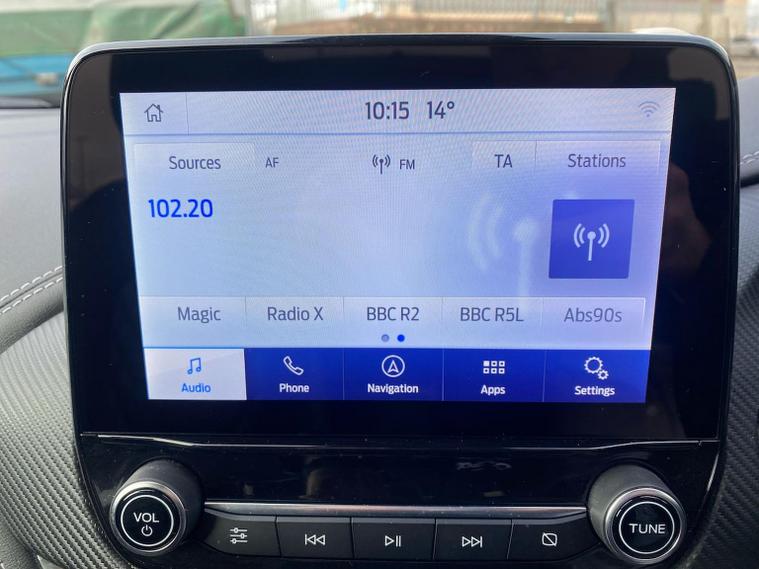 10:15 14°
Sources AF FM TA Stations
102.20
Magic Radio X BBC R2 BBC R5L Abs90s
Audio Phone Navigation Apps Settings
VOL TUNE